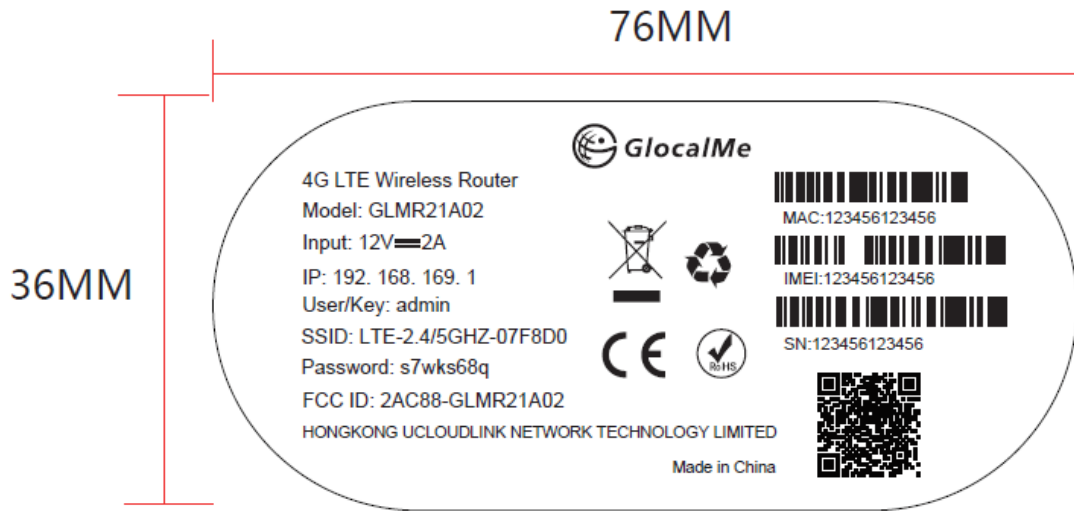 76MM
36MM
GlocalMe
4G LTE Wireless Router
Model: GLMR21A02
Input: 12V⎓2A
IP: 192. 168. 169. 1
User/Key: admin
SSID: LTE-2.4/5GHZ-07F8D0
Password: s7wks68q
FCC ID: 2AC88-GLMR21A02
HONGKONG UCLOUDLINK NETWORK TECHNOLOGY LIMITED
Made in China
CE
RoHS
MAC:123456123456
IMEI:123456123456
SN:123456123456